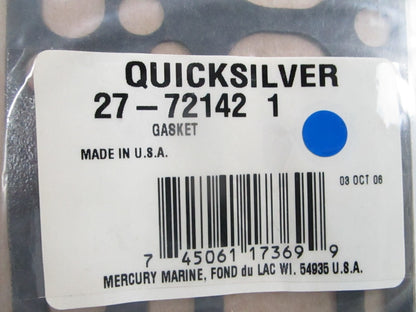 QUICKSILVER
27-72142 1
GASKET
MADE IN U.S.A.
03 OCT 06
7 45061 17369 9
MERCURY MARINE, FOND du LAC WI. 54935 U.S.A.